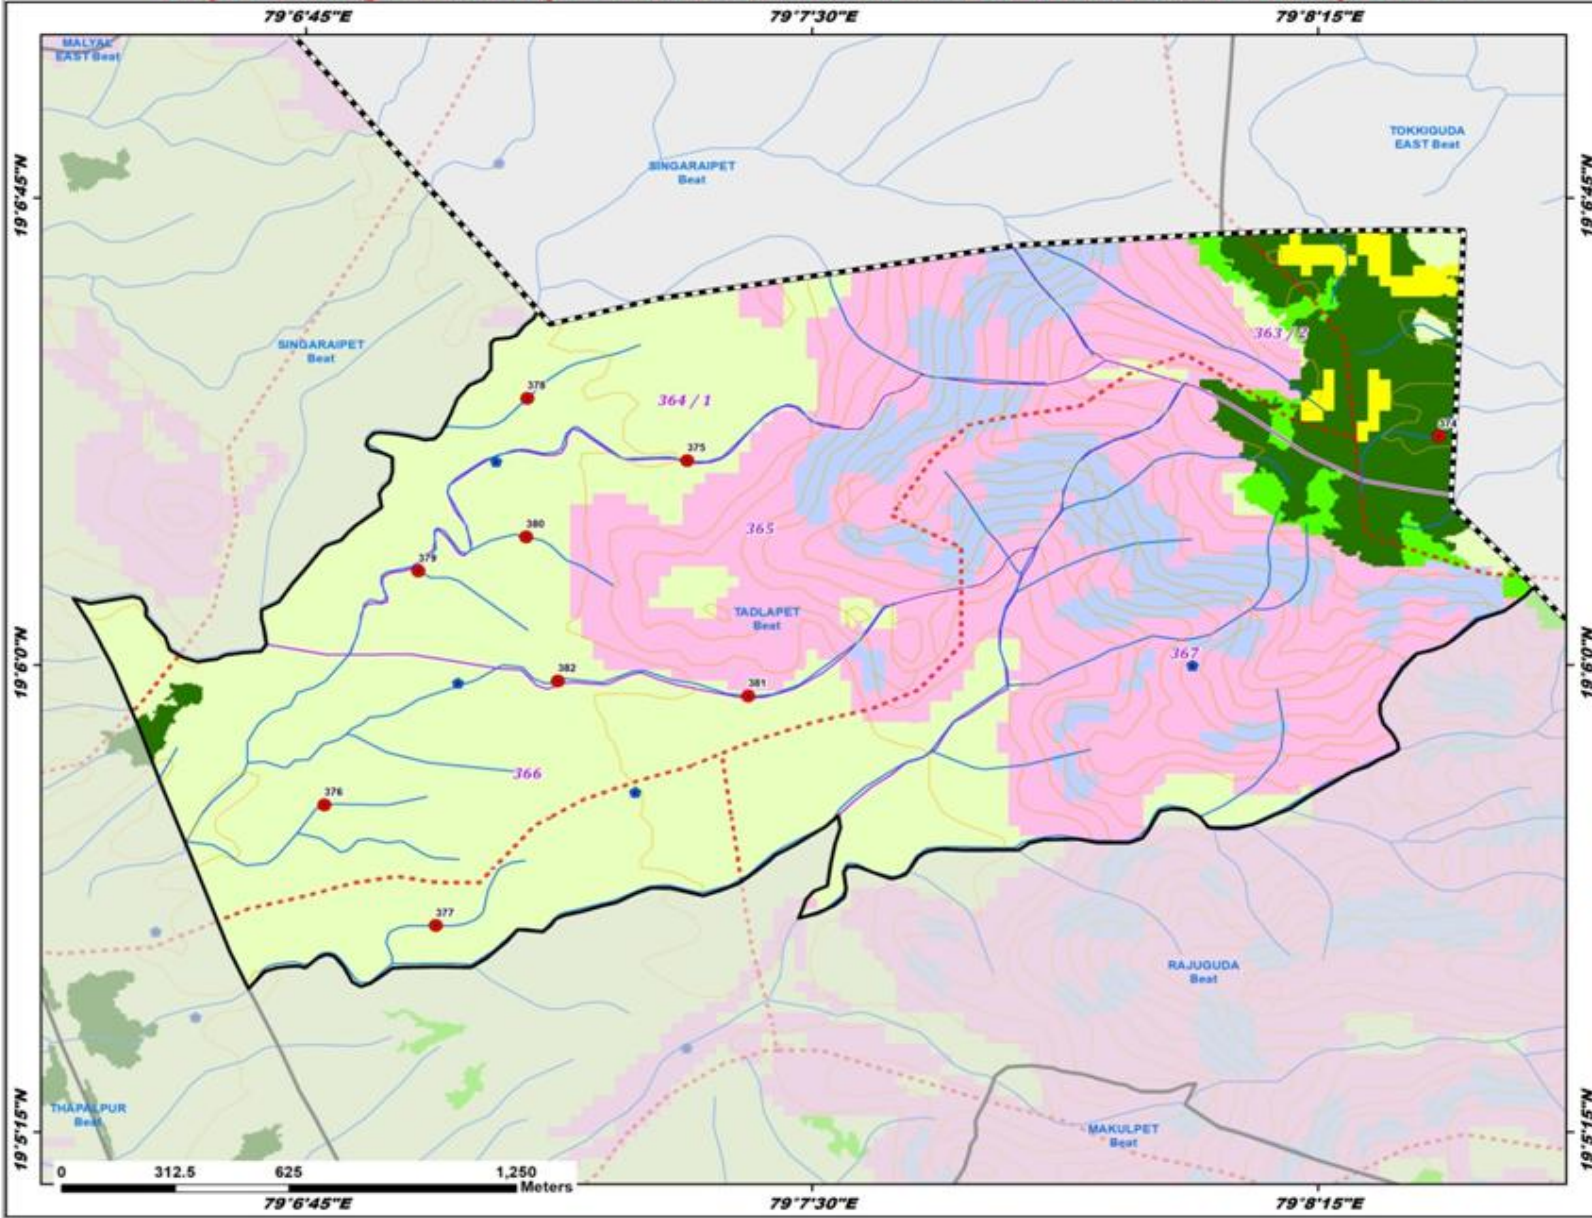 79°6'45"E 79°7'30"E 79°8'15"E
MALYAL
EAST Beat
TOKKIGUDA
EAST Beat
SINGARAIPET
Beat
19°6'45"N 19°6'45"N
363 / 2
SINGARAIPET
Beat
378
364 / 1
374
375
365
380
379
TADLAPET
Beat
19°6'0"N 19°6'0"N
367
382
381
366
376
377
RAJUGUDA
Beat
THAPALPUR
Beat
MAKULPET
Beat
19°5'15"N 19°5'15"N
0 312.5 625 1,250
Meters
79°6'45"E 79°7'30"E 79°8'15"E